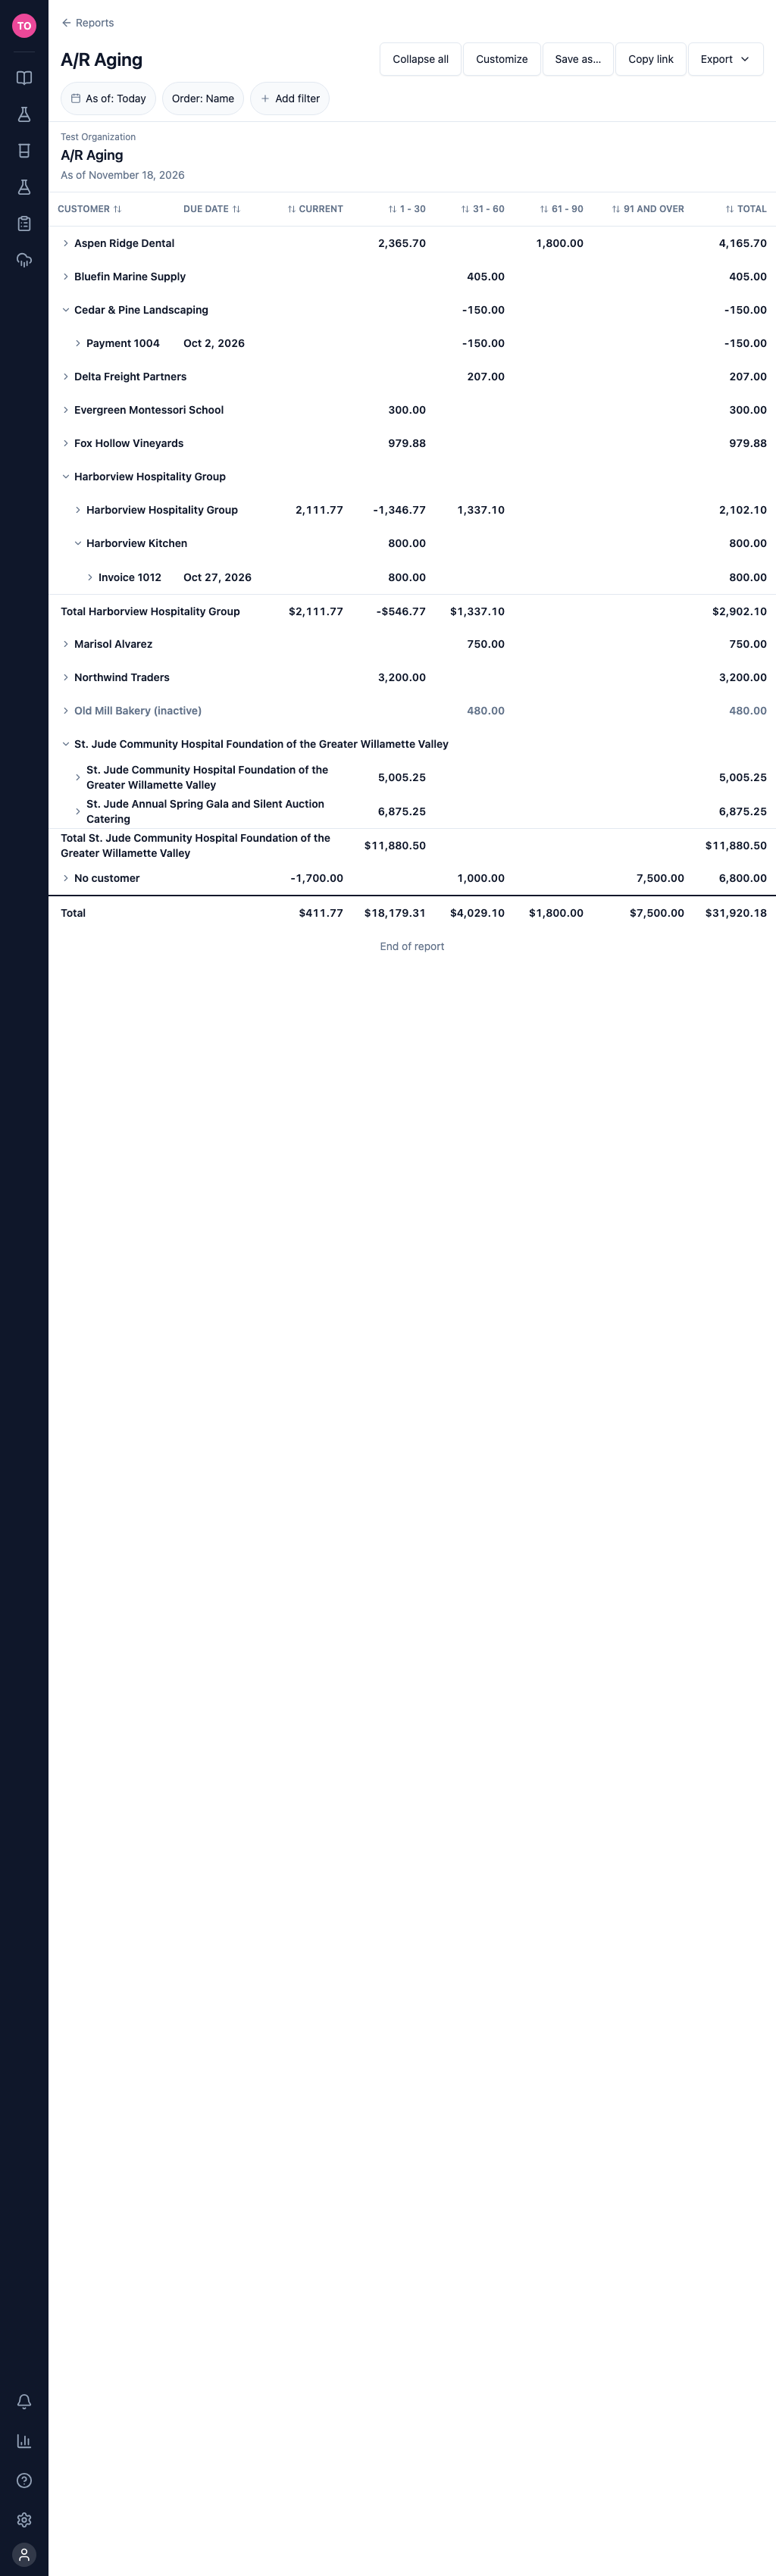 TO
Reports
A/R Aging
Collapse all
Customize
Save as...
Copy link
Export
As of: Today
Order: Name
Add filter
Test Organization
A/R Aging
As of November 18, 2026
CUSTOMER DUE DATE CURRENT 1 - 30 31 - 60 61 - 90 91 AND OVER TOTAL
Aspen Ridge Dental 2,365.70 1,800.00 4,165.70
Bluefin Marine Supply 405.00 405.00
Cedar & Pine Landscaping -150.00 -150.00
Payment 1004 Oct 2, 2026 -150.00 -150.00
Delta Freight Partners 207.00 207.00
Evergreen Montessori School 300.00 300.00
Fox Hollow Vineyards 979.88 979.88
Harborview Hospitality Group
Harborview Hospitality Group 2,111.77 -1,346.77 1,337.10 2,102.10
Harborview Kitchen 800.00 800.00
Invoice 1012 Oct 27, 2026 800.00 800.00
Total Harborview Hospitality Group $2,111.77 -$546.77 $1,337.10 $2,902.10
Marisol Alvarez 750.00 750.00
Northwind Traders 3,200.00 3,200.00
Old Mill Bakery (inactive) 480.00 480.00
St. Jude Community Hospital Foundation of the Greater Willamette Valley
St. Jude Community Hospital Foundation of the
Greater Willamette Valley 5,005.25 5,005.25
St. Jude Annual Spring Gala and Silent Auction
Catering 6,875.25 6,875.25
Total St. Jude Community Hospital Foundation of the
Greater Willamette Valley $11,880.50 $11,880.50
No customer -1,700.00 1,000.00 7,500.00 6,800.00
Total $411.77 $18,179.31 $4,029.10 $1,800.00 $7,500.00 $31,920.18
End of report